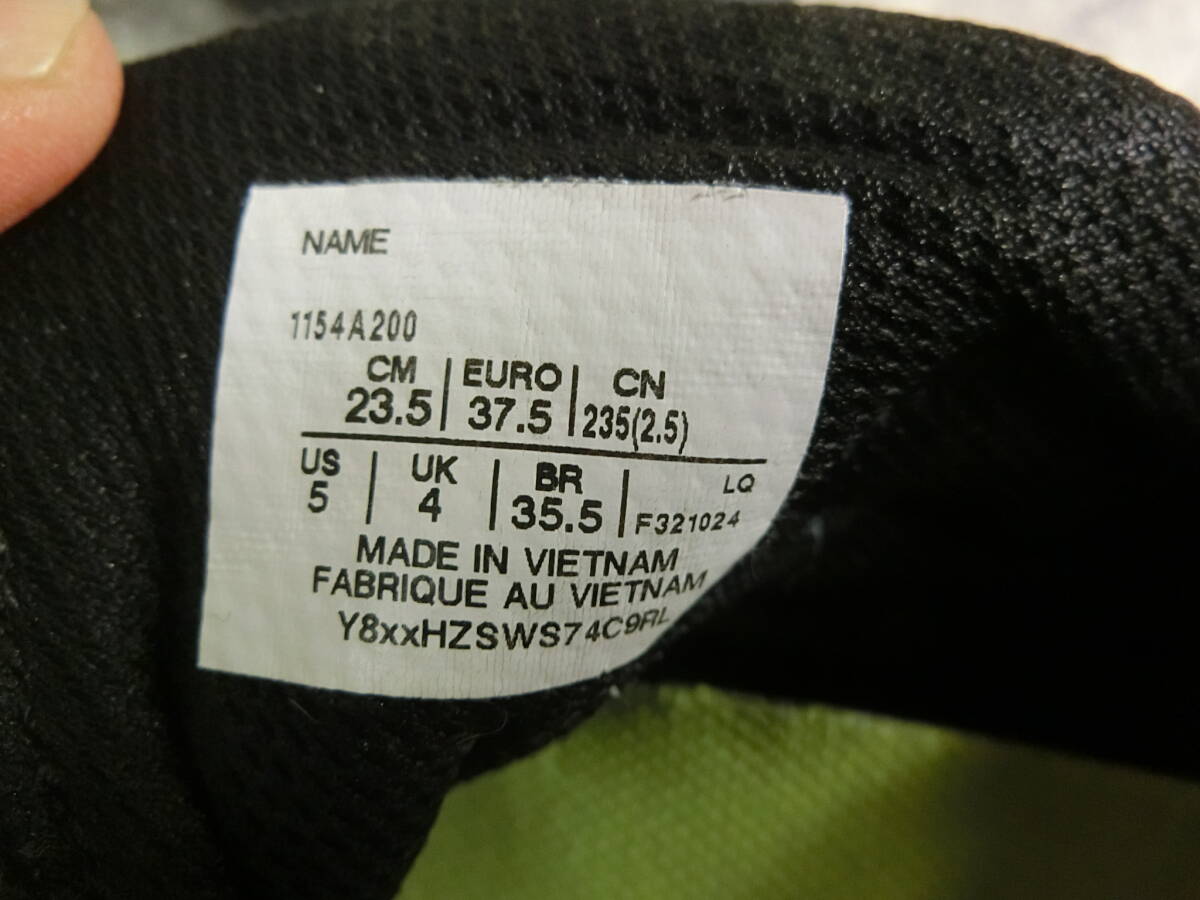 NAME
1154A200
CM | EURO | CN
23.5 | 37.5 | 235(2.5)
US | UK | BR | LQ
5 | 4 | 35.5 | F321024
MADE IN VIETNAM
FABRIQUE AU VIETNAM
Y8xxHZSWS74C9RL